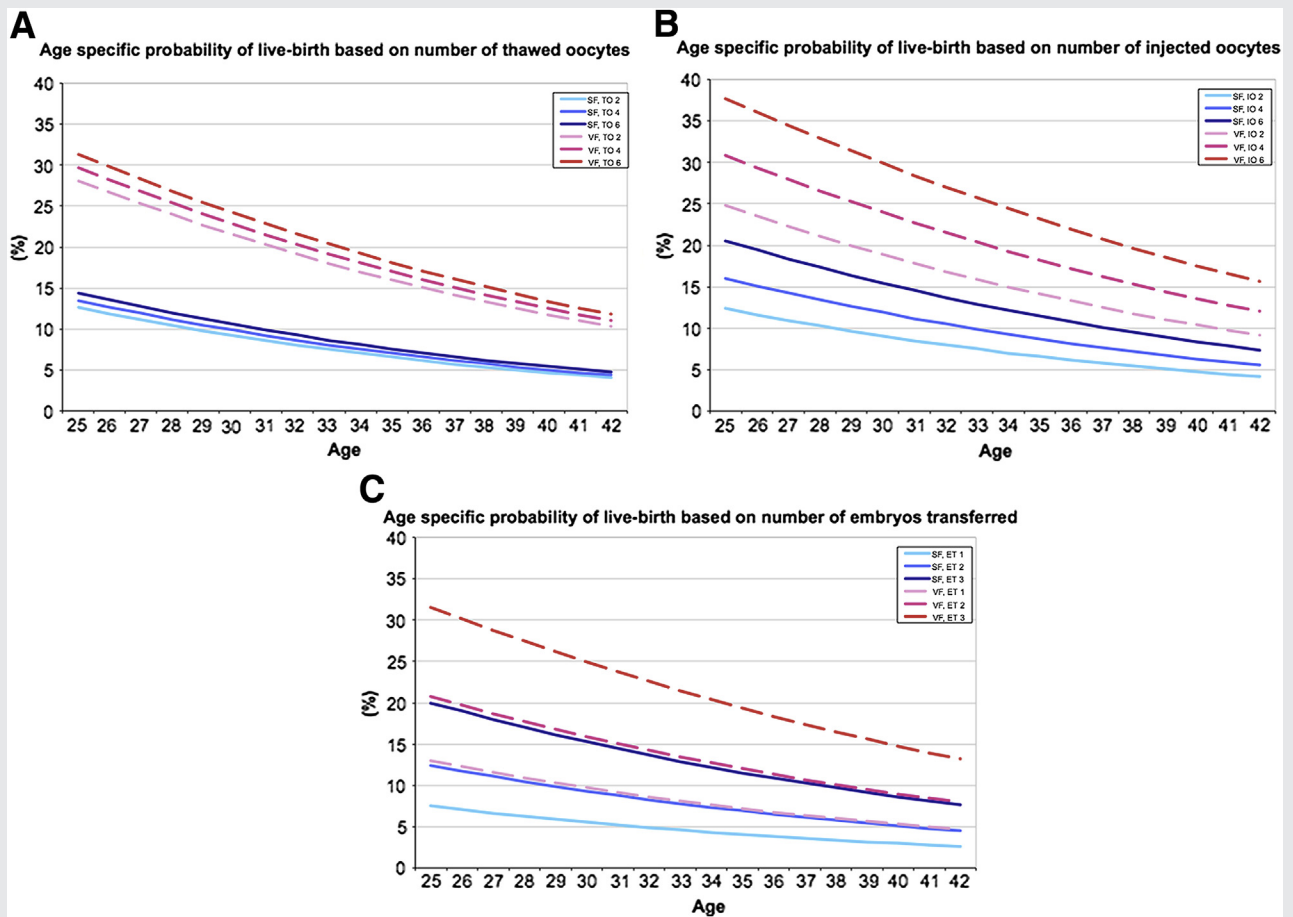 A
Age specific probability of live-birth based on number of thawed oocytes
40
35
30
25
20
15
10
5
0
(%)
SF, TO 2
SF, TO 4
SF, TO 6
VF, TO 2
VF, TO 4
VF, TO 6
25 26 27 28 29 30 31 32 33 34 35 36 37 38 39 40 41 42
Age
B
Age specific probability of live-birth based on number of injected oocytes
40
35
30
25
20
15
10
5
0
(%)
SF, IO 2
SF, IO 4
SF, IO 6
VF, IO 2
VF, IO 4
VF, IO 6
25 26 27 28 29 30 31 32 33 34 35 36 37 38 39 40 41 42
Age
C
Age specific probability of live-birth based on number of embryos transferred
40
35
30
25
20
15
10
5
0
(%)
SF, ET 1
SF, ET 2
SF, ET 3
VF, ET 1
VF, ET 2
VF, ET 3
25 26 27 28 29 30 31 32 33 34 35 36 37 38 39 40 41 42
Age